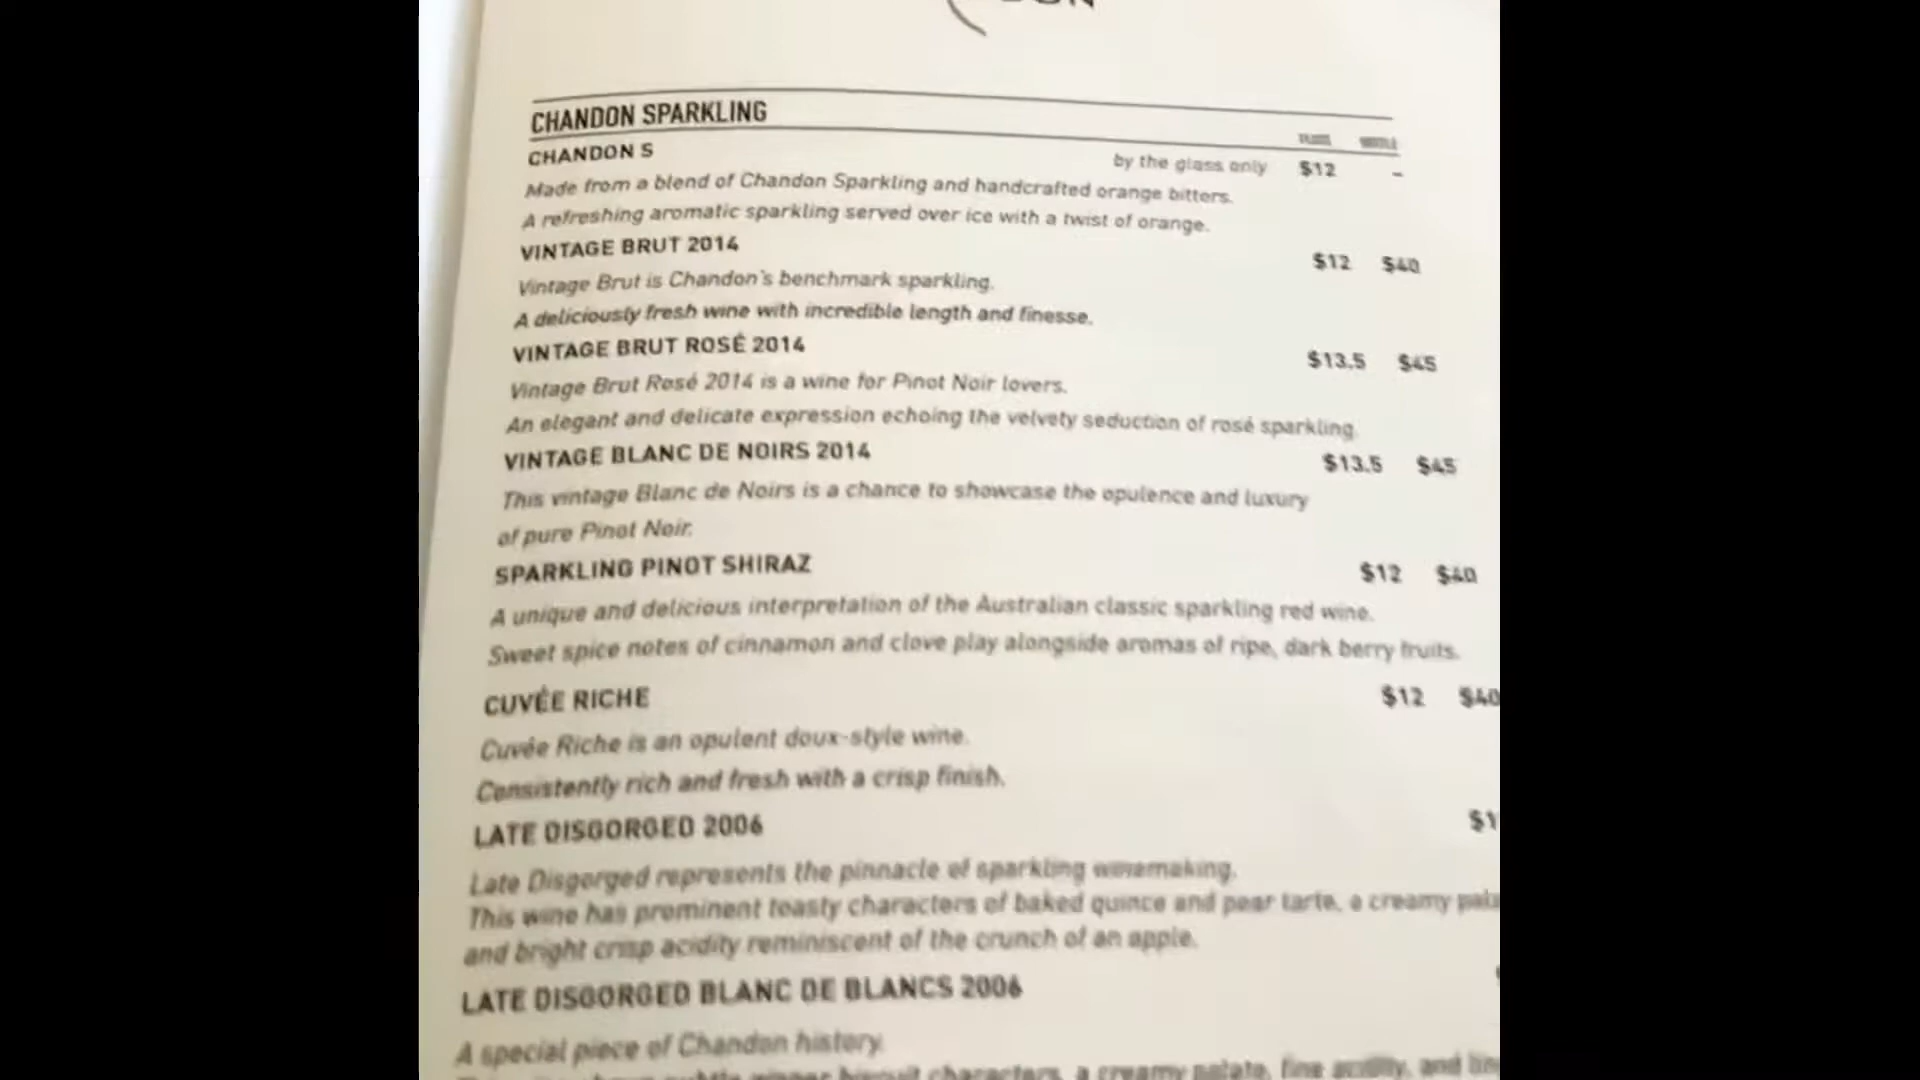 CHANDON SPARKLING
CHANDON S by the glass only $12 –
Made from a blend of Chandon Sparkling and handcrafted orange bitters.
A refreshing aromatic sparkling served over ice with a twist of orange.
VINTAGE BRUT 2014 $12 $40
Vintage Brut is Chandon's benchmark sparkling.
A deliciously fresh wine with incredible length and finesse.
VINTAGE BRUT ROSÉ 2014 $13.5 $45
Vintage Brut Rosé 2014 is a wine for Pinot Noir lovers.
An elegant and delicate expression echoing the velvety seduction of rosé sparkling.
VINTAGE BLANC DE NOIRS 2014 $13.5 $45
This vintage Blanc de Noirs is a chance to showcase the opulence and luxury
of pure Pinot Noir.
SPARKLING PINOT SHIRAZ $12 $40
A unique and delicious interpretation of the Australian classic sparkling red wine.
Sweet spice notes of cinnamon and clove play alongside aromas of ripe, dark berry fruits.
CUVÉE RICHE $12 $40
Cuvée Riche is an opulent doux-style wine.
Consistently rich and fresh with a crisp finish.
LATE DISGORGED 2006 $1
Late Disgorged represents the pinnacle of sparkling winemaking.
This wine has prominent toasty characters of baked quince and pear tarte, a creamy
and bright crisp acidity reminiscent of the crunch of an apple.
LATE DISGORGED BLANC DE BLANCS 2006
A special piece of Chandon history.
biscuit characters, a creamy palate, fine acidity, and